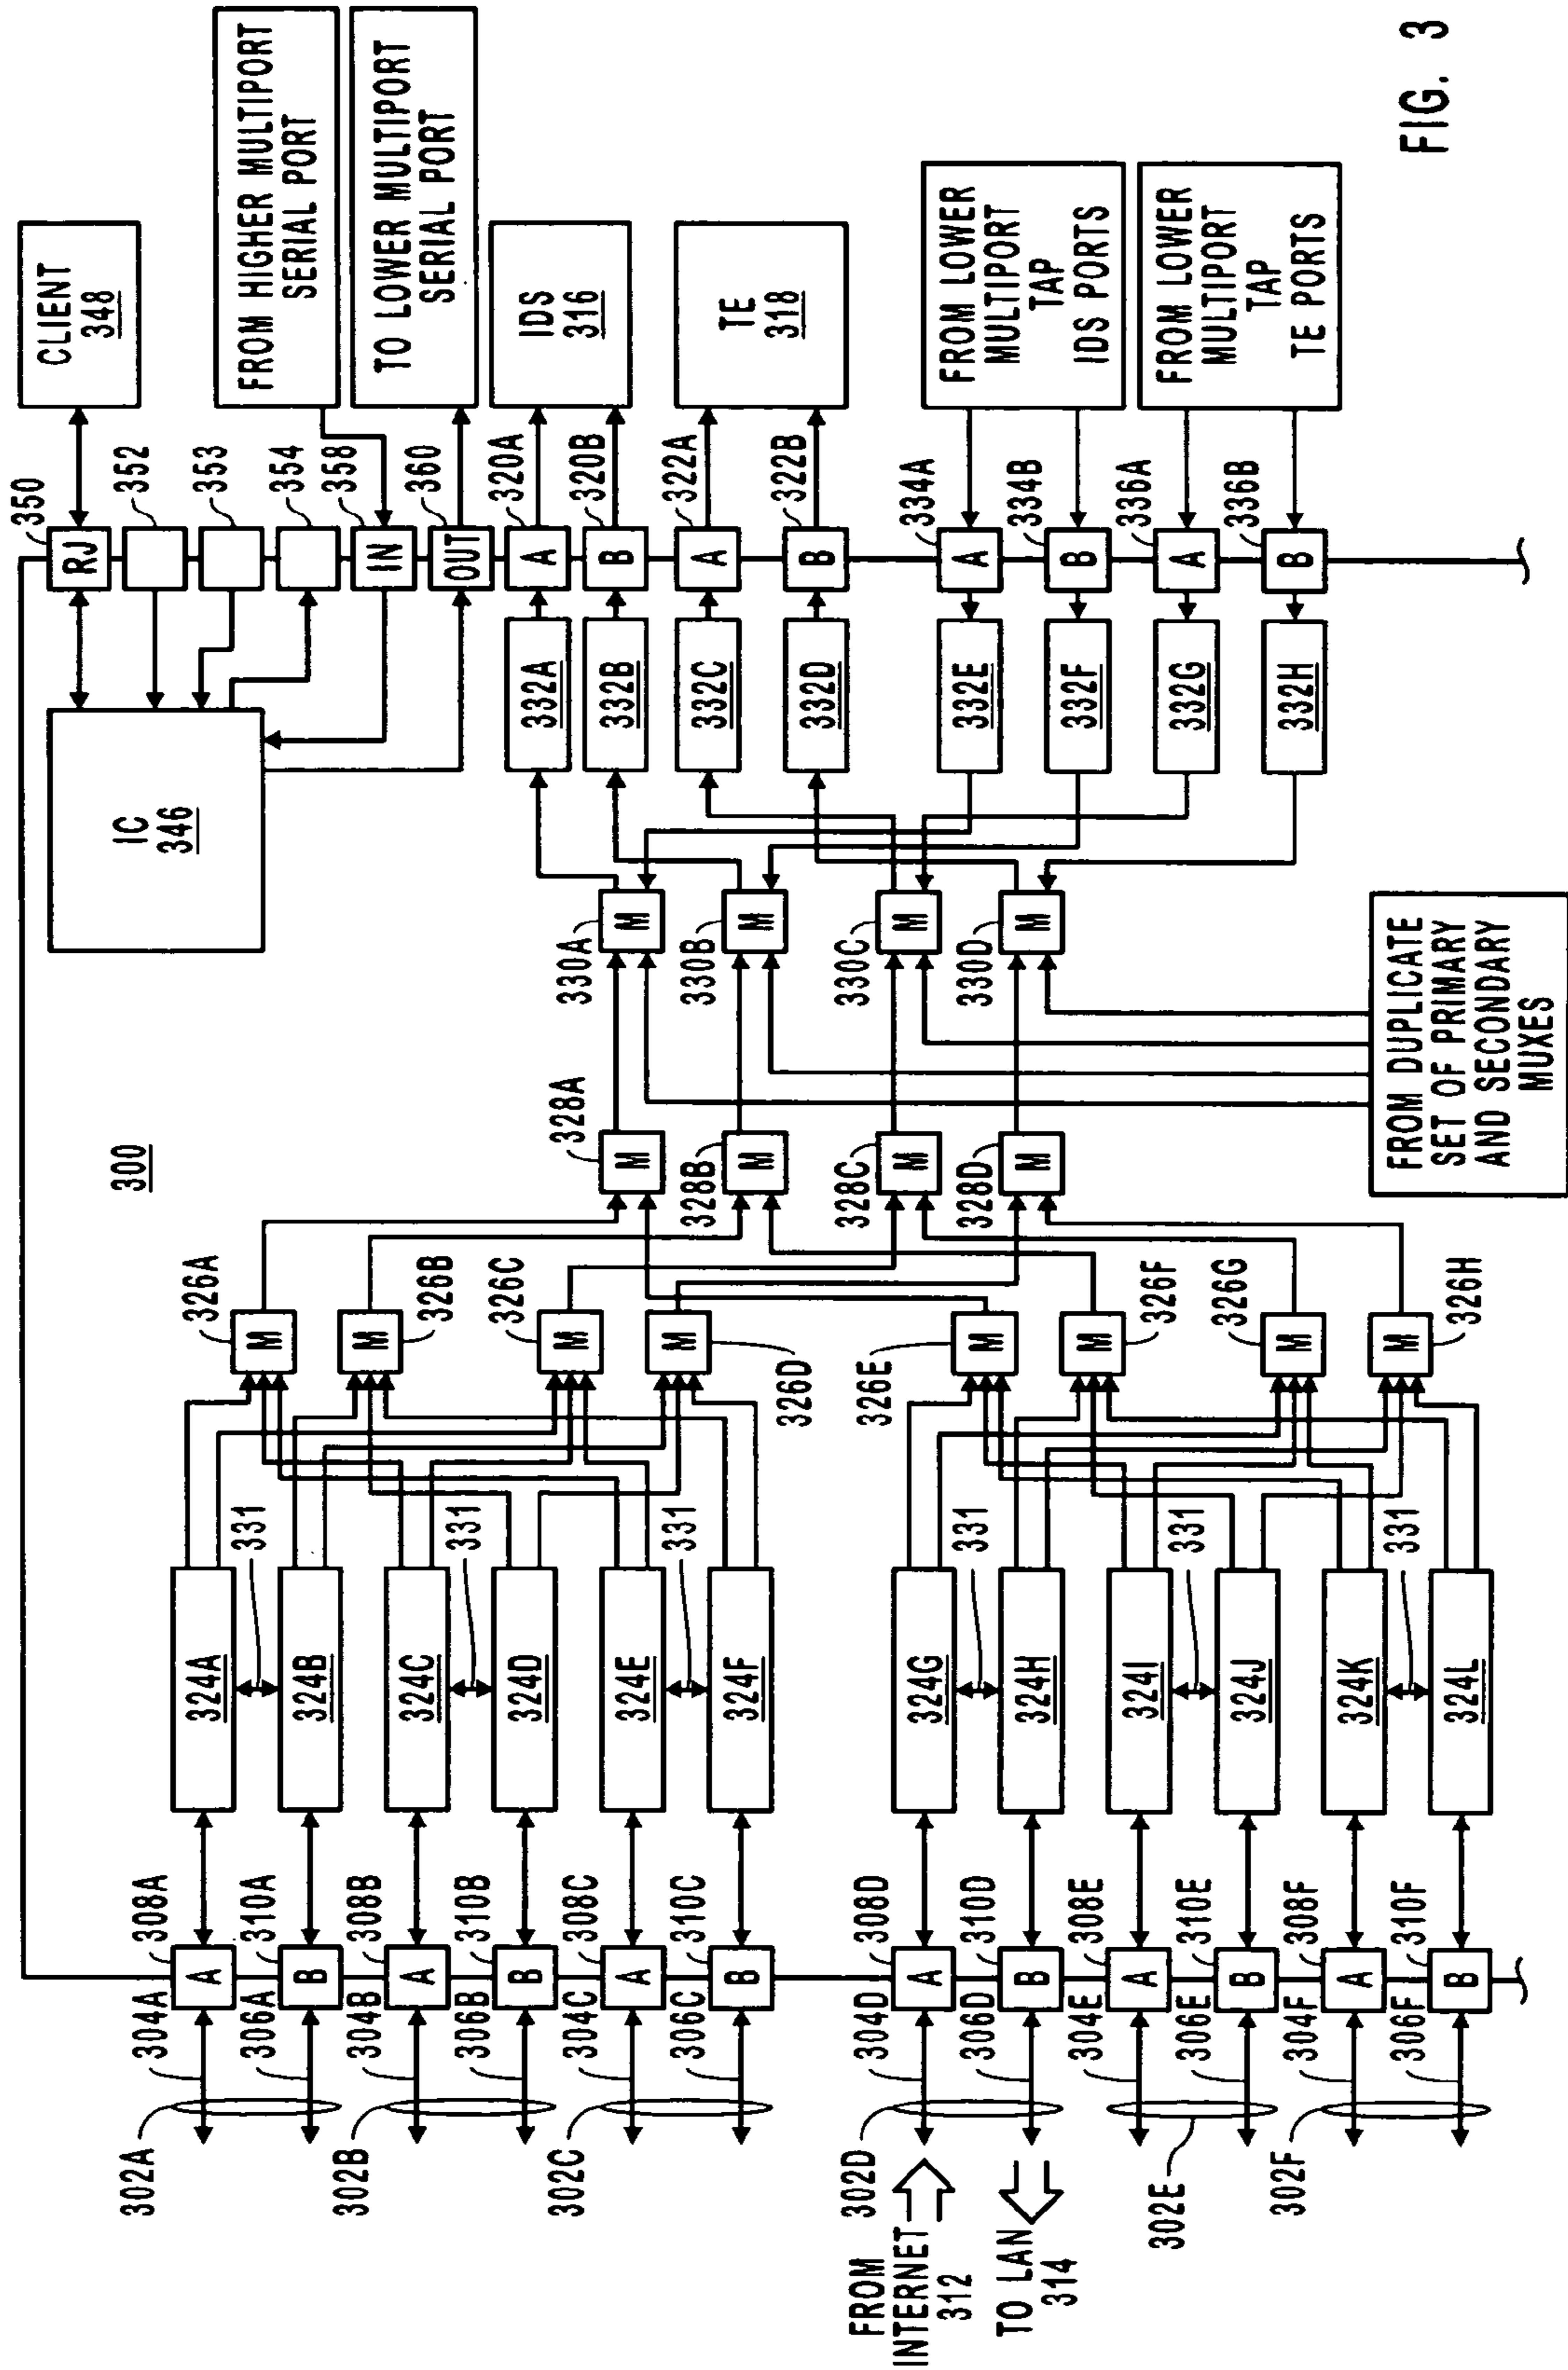 300
350
RJ
352
353
354
358
IN
360
OUT
CLIENT
348
FROM HIGHER MULTIPORT
SERIAL PORT
TO LOWER MULTIPORT
SERIAL PORT
IC
346
320A
A
320B
B
322A
A
322B
B
IDS
316
TE
318
334A
A
334B
B
336A
A
336B
B
FROM LOWER
MULTIPORT
TAP
IDS PORTS
FROM LOWER
MULTIPORT
TAP
TE PORTS
332A
332B
332C
332D
332E
332F
332G
332H
330A
M
330B
M
330C
M
330D
M
328A
M
328B
M
328C
M
328D
M
FROM DUPLICATE
SET OF PRIMARY
AND SECONDARY
MUXES
326A
M
326B
M
326C
M
326D
M
326E
M
326F
M
326G
M
326H
M
331
331
331
331
331
331
324A
324B
324C
324D
324E
324F
324G
324H
324I
324J
324K
324L
308A
A
310A
B
308B
A
310B
B
308C
A
310C
B
308D
A
310D
B
308E
A
310E
B
308F
A
310F
B
304A
306A
304B
306B
304C
306C
304D
306D
304E
306E
304F
306F
302A
302B
302C
302D
302E
302F
FROM
INTERNET
312
TO LAN
314
FIG. 3